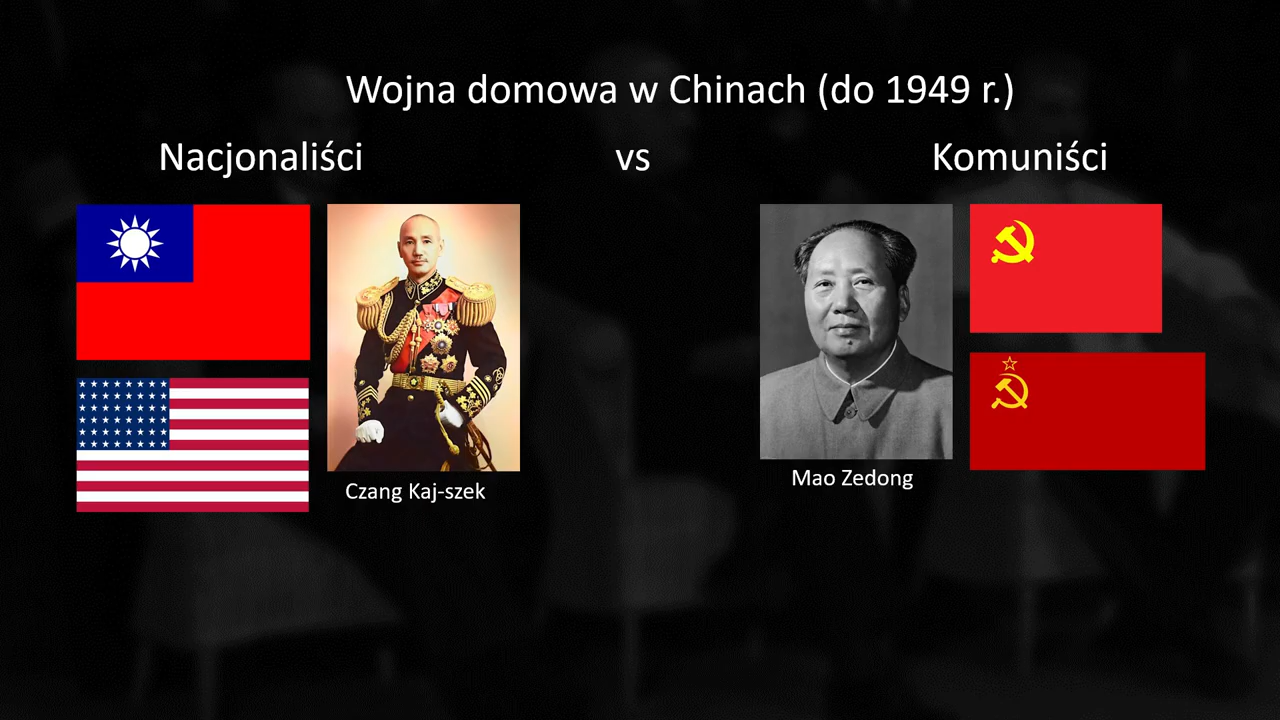 Wojna domowa w Chinach (do 1949 r.)
Nacjonaliści
vs
Komuniści
Czang Kaj-szek
Mao Zedong